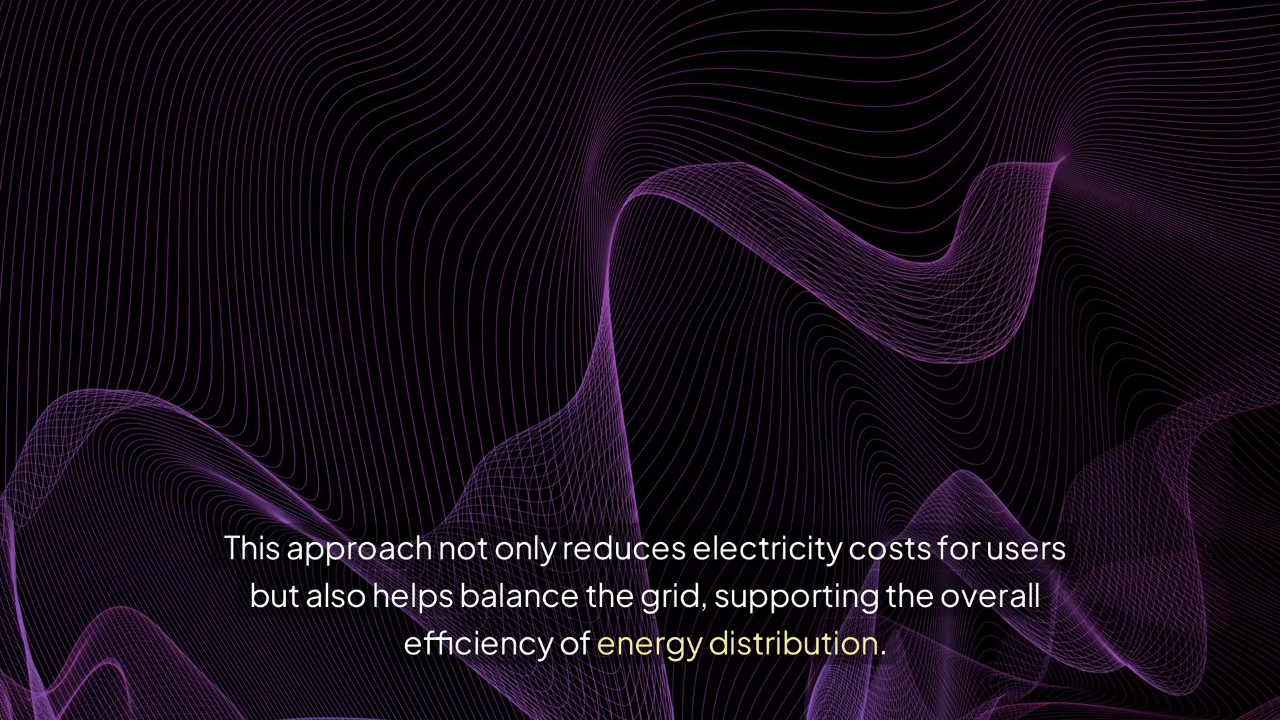 This approach not only reduces electricity costs for users
but also helps balance the grid, supporting the overall
efficiency of energy distribution.